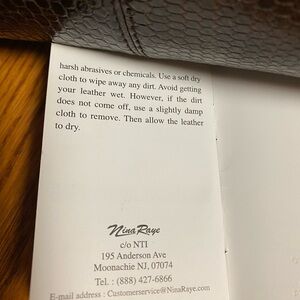 harsh abrasives or chemicals. Use a soft dry
cloth to wipe away any dirt. Avoid getting
your leather wet. However, if the dirt
does not come off, use a slightly damp
cloth to remove. Then allow the leather
to dry.
Nina Raye
c/o NTI
195 Anderson Ave
Moonachie NJ, 07074
Tel. : (888) 427-6866
E-mail address : Customerservice@NinaRaye.com